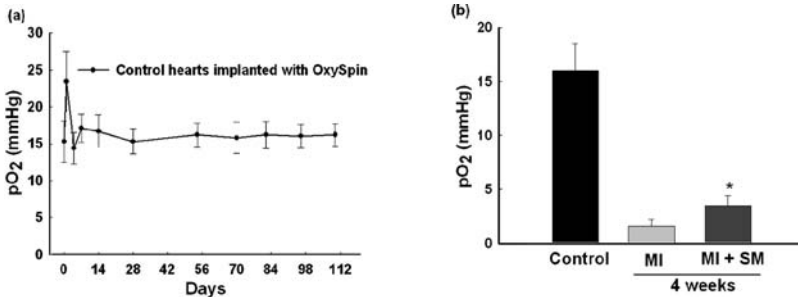 (a)
30
25
20
15
10
5
0
pO2 (mmHg)
Control hearts implanted with OxySpin
0 14 28 42 56 70 84 98 112
Days
(b)
20
15
10
5
0
pO2 (mmHg)
*
Control MI MI + SM
4 weeks